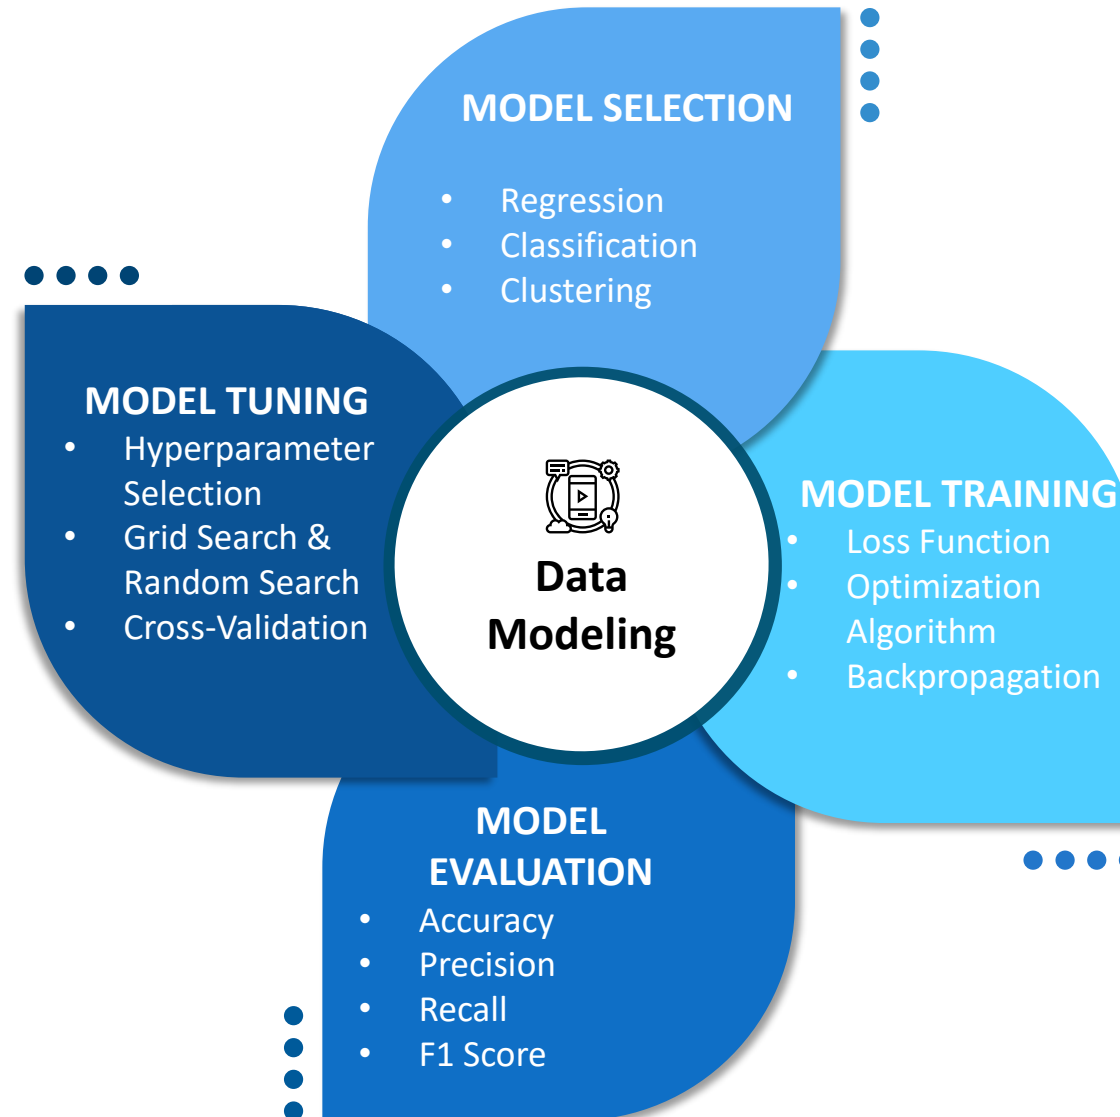 MODEL SELECTION
• Regression
• Classification
• Clustering
MODEL TUNING
• Hyperparameter
Selection
• Grid Search &
Random Search
• Cross-Validation
Data
Modeling
MODEL TRAINING
• Loss Function
• Optimization
Algorithm
• Backpropagation
MODEL
EVALUATION
• Accuracy
• Precision
• Recall
• F1 Score